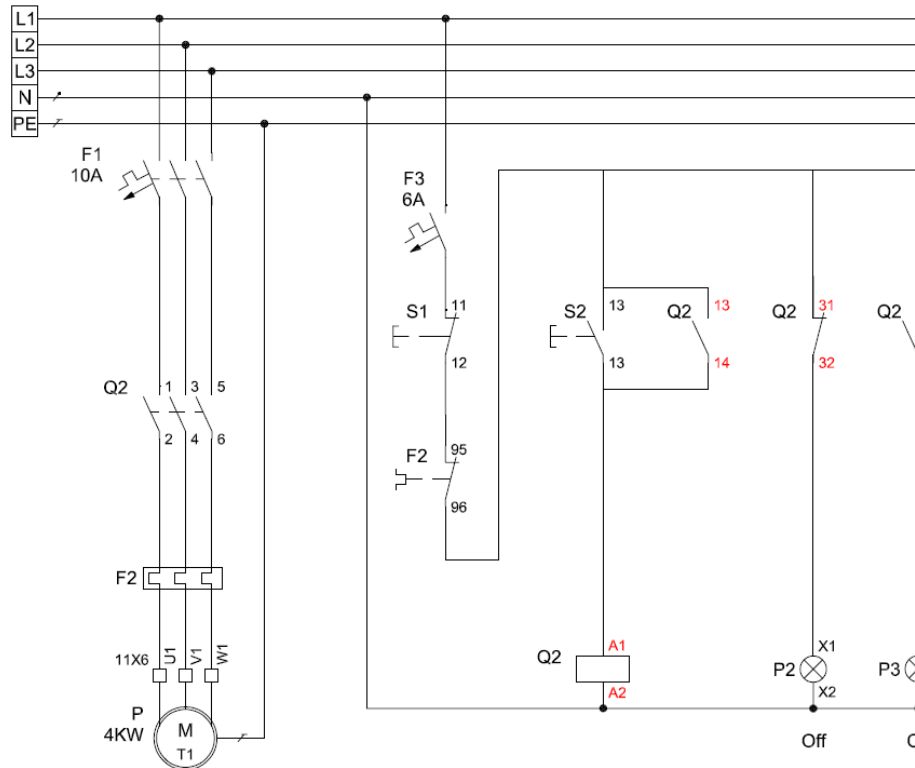 L1
L2
L3
N
PE
F1
10A
F3
6A
S1
11
12
S2
13
13
Q2
13
14
Q2
31
32
Q2
Q2
1
3
5
2
4
6
F2
95
96
F2
11X6
U1
V1
W1
Q2
A1
A2
P2
X1
X2
P3
P
4KW
M
T1
Off